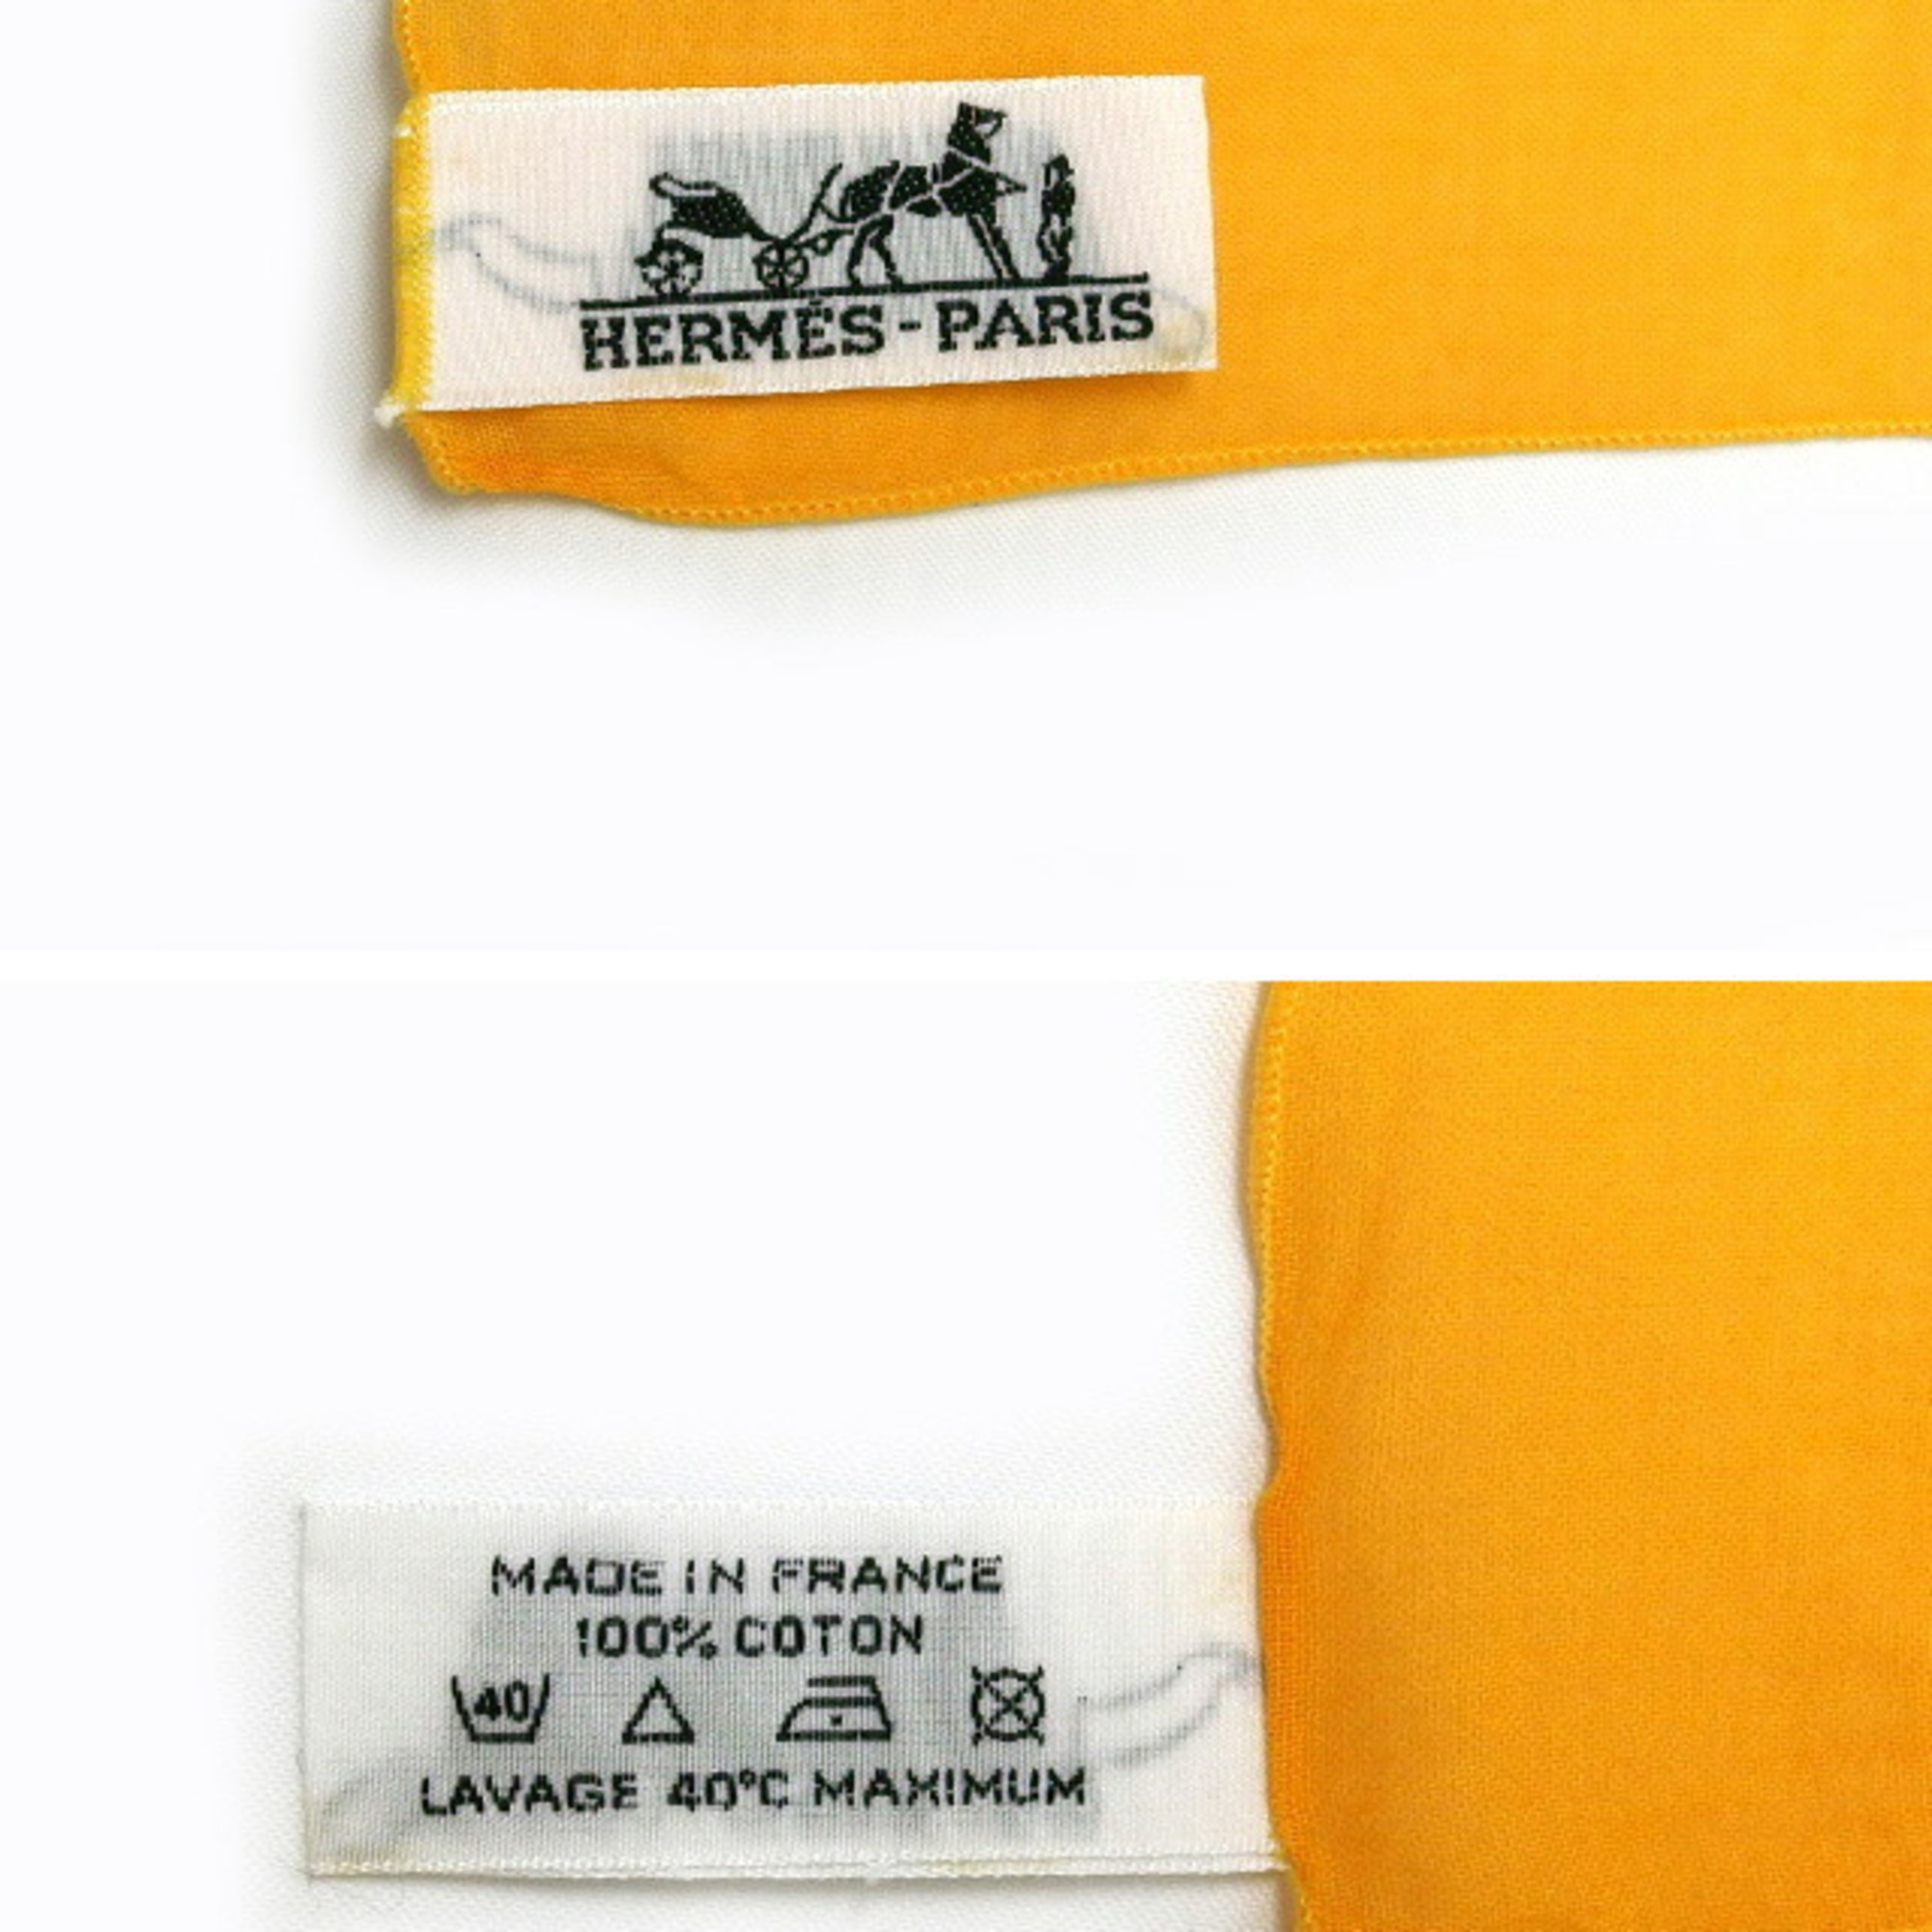 HERMÈS-PARIS
MADE IN FRANCE
100% COTON
40
LAVAGE 40°C MAXIMUM